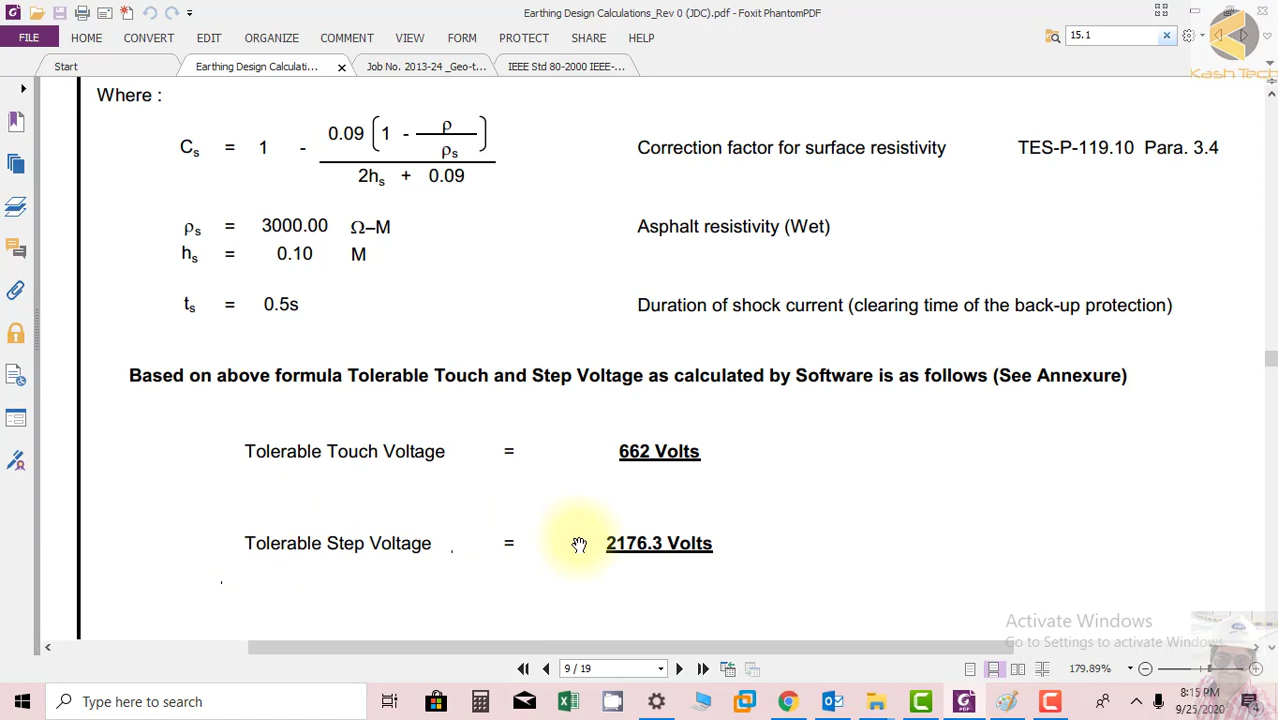 Earthing Design Calculations_Rev 0 (JDC).pdf - Foxit PhantomPDF
FILE HOME CONVERT EDIT ORGANIZE COMMENT VIEW FORM PROTECT SHARE HELP 15.1
Kash Tech
Start Earthing Design Calculati... Job No. 2013-24 _Geo-t... IEEE Std 80-2000 IEEE-...
Where :
0.09 (1 - ρ
Cs = 1 - ρs)
2hs + 0.09
Correction factor for surface resistivity TES-P-119.10 Para. 3.4
ρs = 3000.00 Ω–M Asphalt resistivity (Wet)
hs = 0.10 M
ts = 0.5s Duration of shock current (clearing time of the back-up protection)
Based on above formula Tolerable Touch and Step Voltage as calculated by Software is as follows (See Annexure)
Tolerable Touch Voltage = 662 Volts
Tolerable Step Voltage = 2176.3 Volts
Activate Windows
Go to Settings to activate Windows.
9 / 19 179.89%
Type here to search
8:15 PM
9/25/2020